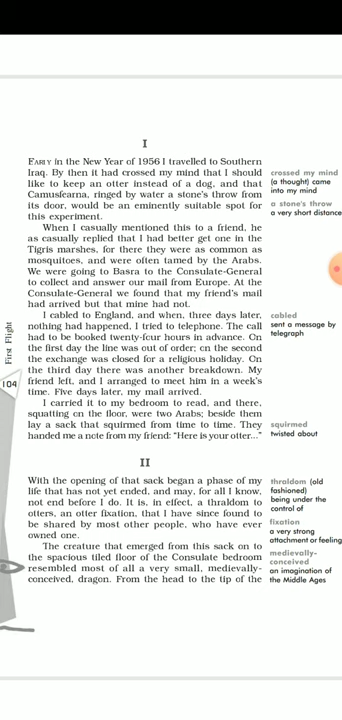 I
EARLY in the New Year of 1956 I travelled to Southern
Iraq. By then it had crossed my mind that I should
like to keep an otter instead of a dog, and that
Camusfearna, ringed by water a stone's throw from
its door, would be an eminently suitable spot for
this experiment.
When I casually mentioned this to a friend, he
as casually replied that I had better get one in the
Tigris marshes, for there they were as common as
mosquitoes, and were often tamed by the Arabs.
We were going to Basra to the Consulate-General
to collect and answer our mail from Europe. At the
Consulate-General we found that my friend's mail
had arrived but that mine had not.
I cabled to England, and when, three days later,
nothing had happened, I tried to telephone. The call
had to be booked twenty-four hours in advance. On
the first day the line was out of order; on the second
the exchange was closed for a religious holiday. On
the third day there was another breakdown. My
friend left, and I arranged to meet him in a week's
time. Five days later, my mail arrived.
I carried it to my bedroom to read, and there,
squatting on the floor, were two Arabs; beside them
lay a sack that squirmed from time to time. They
handed me a note from my friend: “Here is your otter...”
II
With the opening of that sack began a phase of my
life that has not yet ended, and may, for all I know,
not end before I do. It is, in effect, a thraldom to
otters, an otter fixation, that I have since found to
be shared by most other people, who have ever
owned one.
The creature that emerged from this sack on to
the spacious tiled floor of the Consulate bedroom
resembled most of all a very small, medievally-
conceived, dragon. From the head to the tip of the
crossed my mind
(a thought) came
into my mind
a stone's throw
a very short distance
cabled
sent a message by
telegraph
squirmed
twisted about
thraldom (old
fashioned)
being under the
control of
fixation
a very strong
attachment or feeling
medievally-
conceived
an imagination of
the Middle Ages
First Flight
104